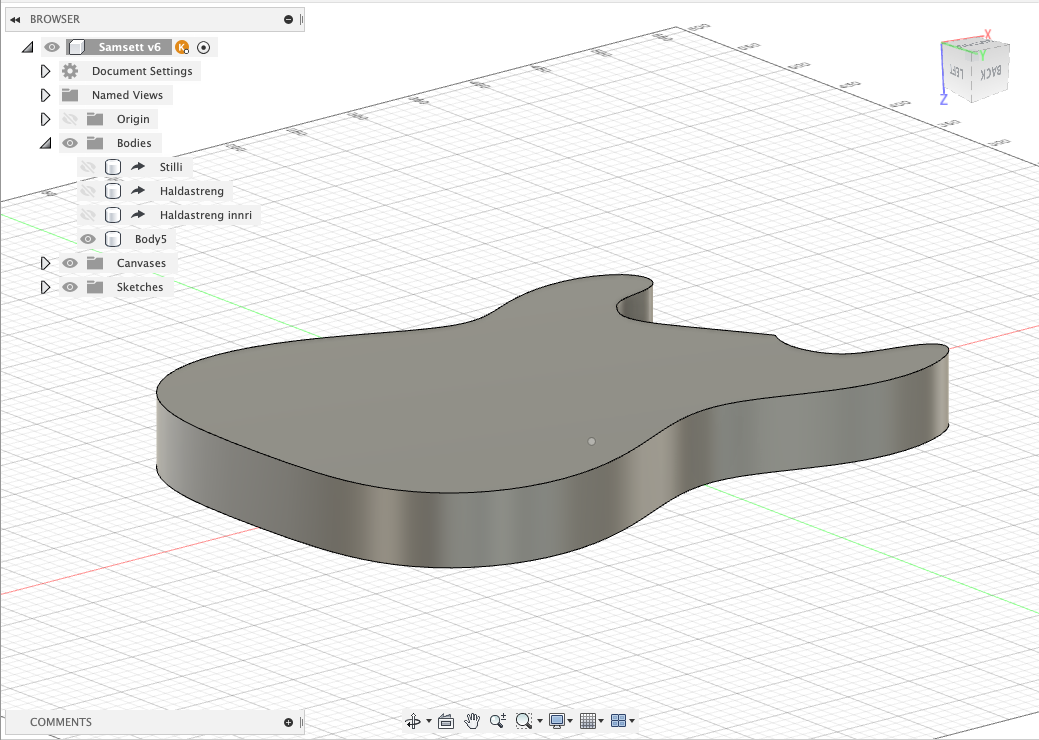 BROWSER
Samsett v6
K
Document Settings
Named Views
Origin
Bodies
Stilli
Haldastreng
Haldastreng innri
Body5
Canvases
Sketches
X
Y
Z
LEFT
BACK
COMMENTS